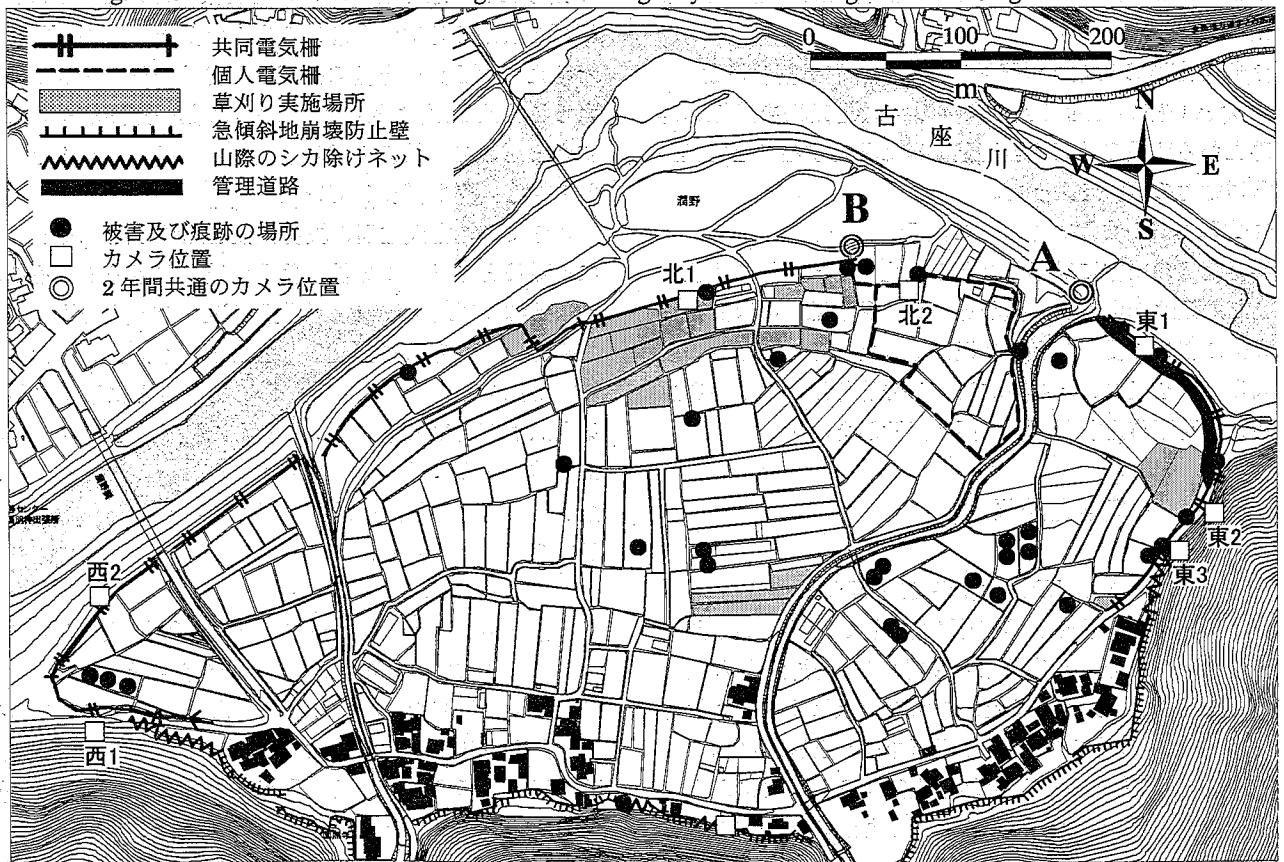 共同電気柵
個人電気柵
草刈り実施場所
急傾斜地崩壊防止壁
山際のシカ除けネット
管理道路
被害及び痕跡の場所
カメラ位置
2年間共通のカメラ位置
0 100 200
m
N
W E
S
古座川
潤野
B
A
北1
北2
東1
東2
東3
西2
西1